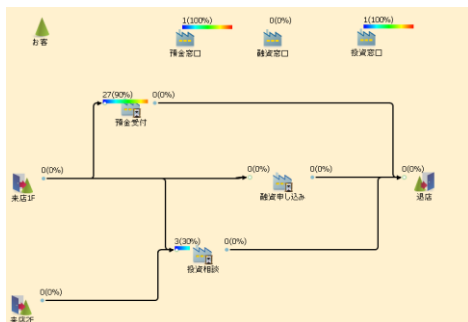 1(100%)
0(0%)
1(100%)
お客
預金窓口
融資窓口
投資窓口
27(90%)
0(0%)
預金受付
0(0%)
0(0%)
0(0%)
0(0%)
来店1F
融資申し込み
退店
3(30%)
0(0%)
投資相談
0(0%)
来店2F